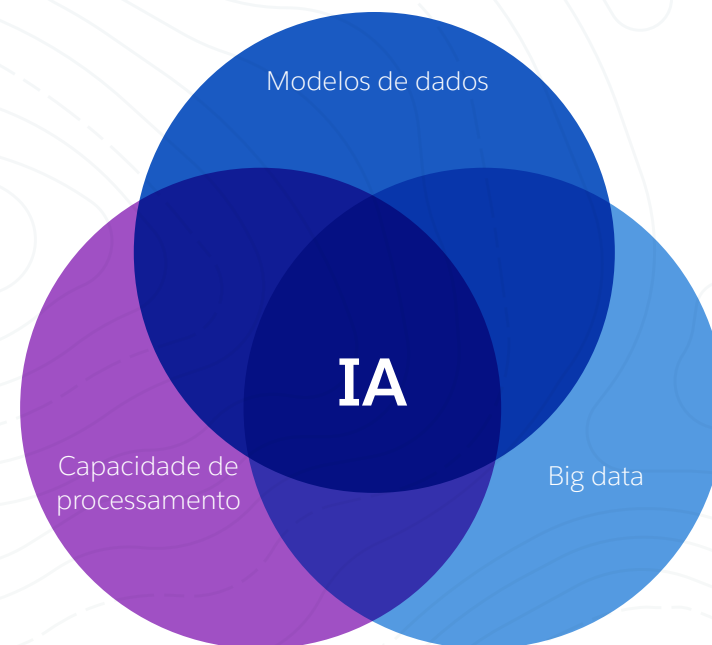 Modelos de dados
IA
Capacidade de
processamento
Big data